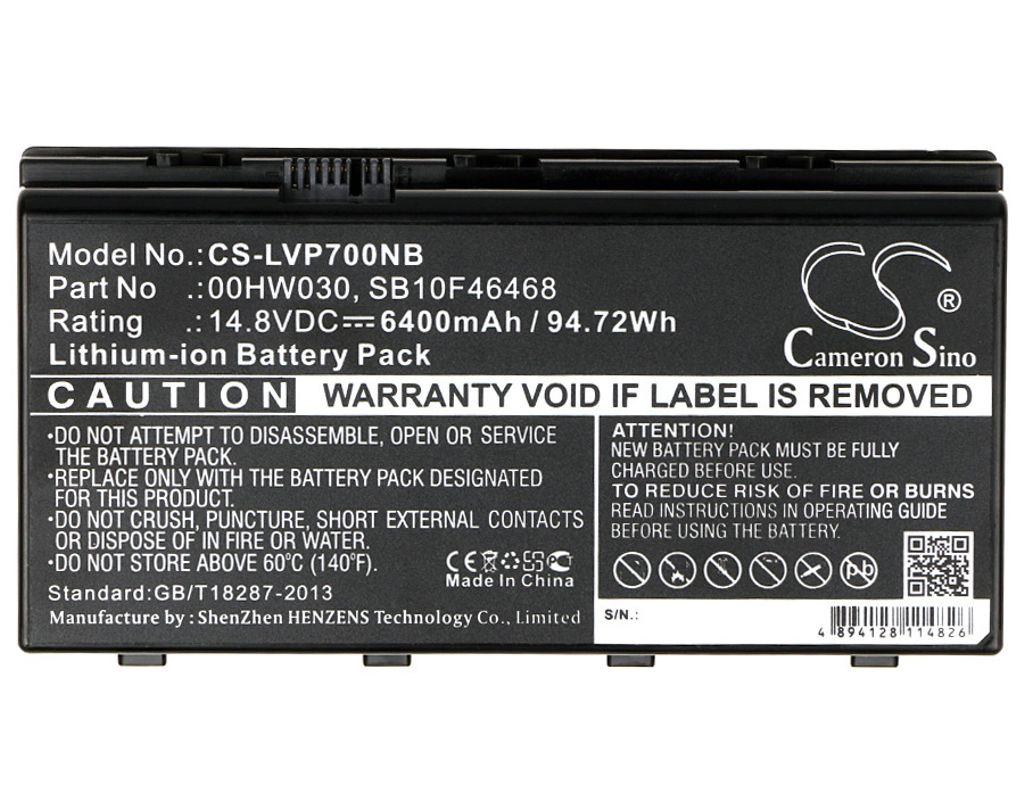 Model No.:CS-LVP700NB
Part No .:00HW030, SB10F46468
Rating .:14.8VDC⎓6400mAh / 94.72Wh
Lithium-ion Battery Pack
CS®
Cameron Sino
CAUTION WARRANTY VOID IF LABEL IS REMOVED
•DO NOT ATTEMPT TO DISASSEMBLE, OPEN OR SERVICE
THE BATTERY PACK.
•REPLACE ONLY WITH THE BATTERY PACK DESIGNATED
FOR THIS PRODUCT.
•DO NOT CRUSH, PUNCTURE, SHORT EXTERNAL CONTACTS
OR DISPOSE OF IN FIRE OR WATER.
•DO NOT STORE ABOVE 60°C (140°F).
CE
Made In China
Standard:GB/T18287-2013
Manufacture by : ShenZhen HENZENS Technology Co., Limited
ATTENTION!
NEW BATTERY PACK MUST BE FULLY
CHARGED BEFORE USE.
TO REDUCE RISK OF FIRE OR BURNS
READ INSTRUCTIONS IN OPERATING GUIDE
BEFORE USING THE BATTERY.
pb
S/N.:
4 894128 114826